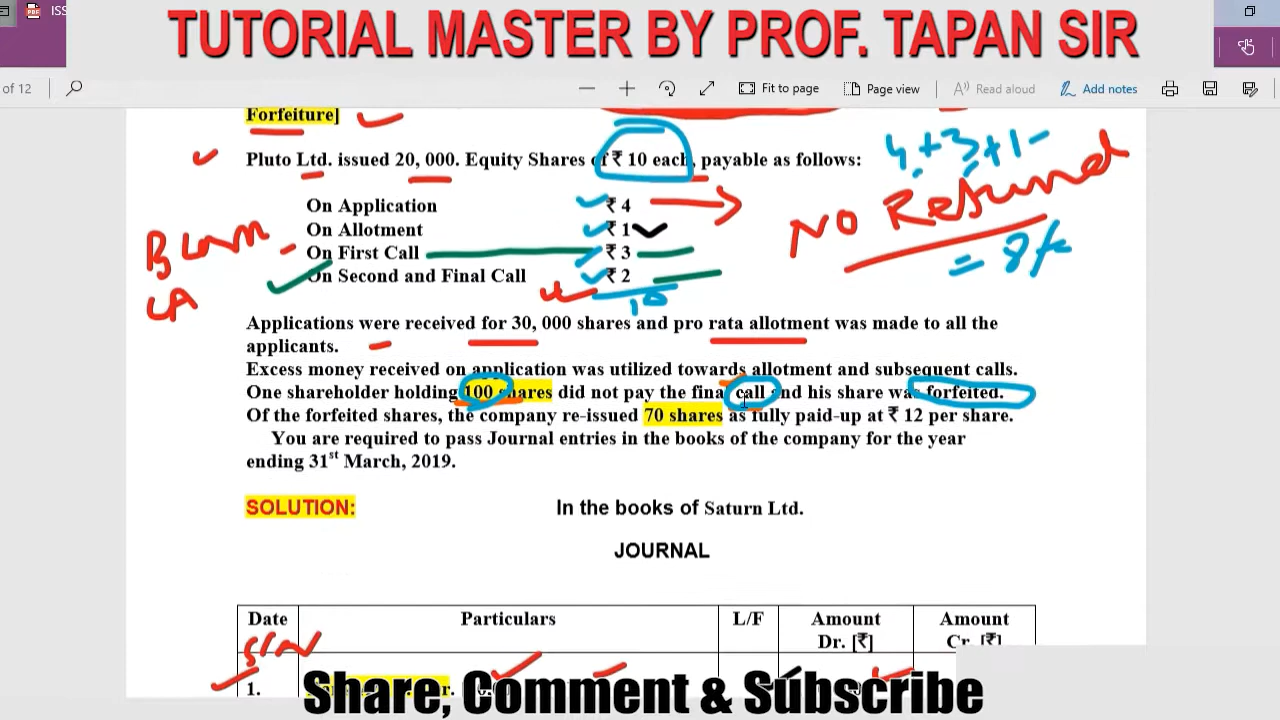 TUTORIAL MASTER BY PROF. TAPAN SIR
of 12
Fit to page
Page view
A)) Read aloud
Add notes
Forfeiture]
4+3+1-
Pluto Ltd. issued 20, 000. Equity Shares of ₹ 10 each, payable as follows:
On Application ₹ 4
No Refund
On Allotment ₹ 1
On First Call ₹ 3
= 8/-
On Second and Final Call ₹ 2
10
Applications were received for 30, 000 shares and pro rata allotment was made to all the
applicants.
Excess money received on application was utilized towards allotment and subsequent calls.
One shareholder holding 100 shares did not pay the final call and his share was forfeited.
Of the forfeited shares, the company re-issued 70 shares as fully paid-up at ₹ 12 per share.
You are required to pass Journal entries in the books of the company for the year
ending 31st March, 2019.
SOLUTION: In the books of Saturn Ltd.
JOURNAL
Date Particulars L/F Amount Amount
Dr. [₹] Cr. [₹]
1.
Share, Comment & Subscribe